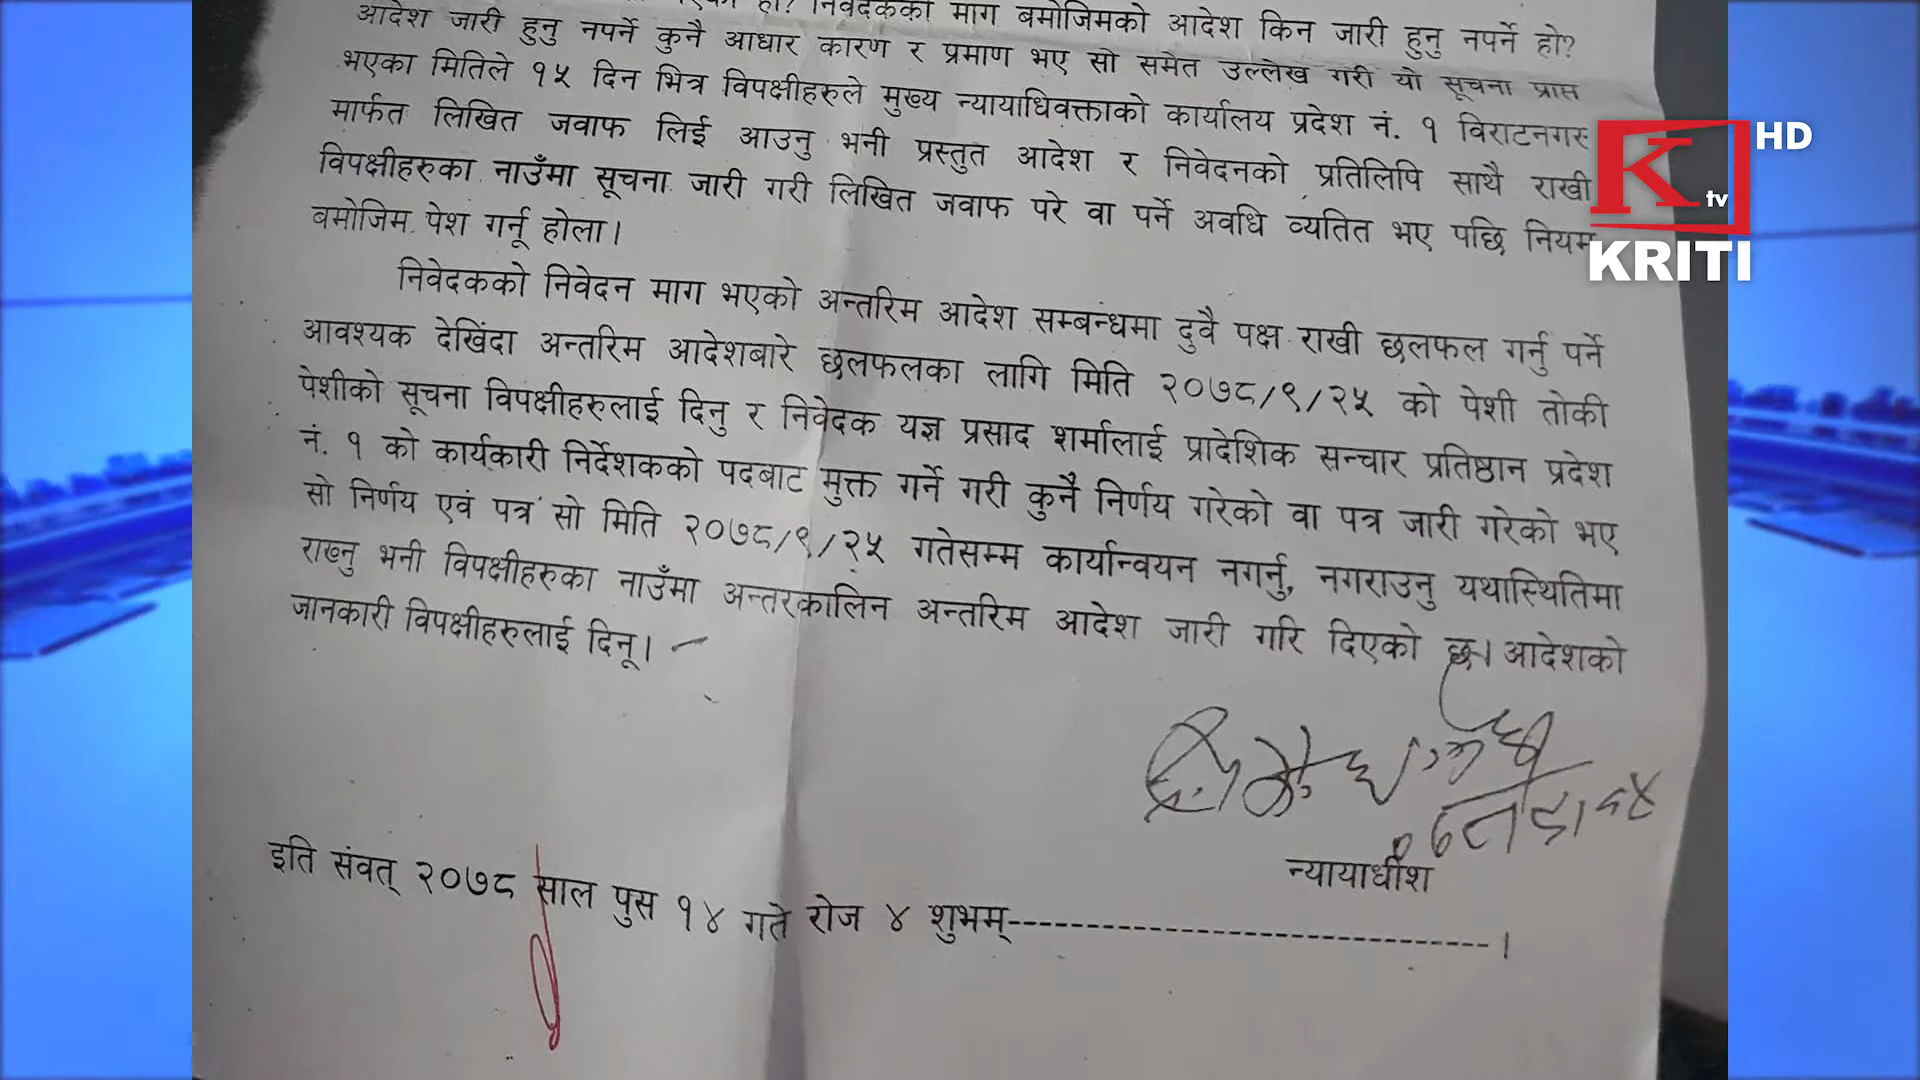 हो? निवेदकको माग बमोजिमको आदेश किन जारी हुनु नपर्ने हो?
आदेश जारी हुनु नपर्ने कुनै आधार कारण र प्रमाण भए सो समेत उल्लेख गरी यो सूचना प्राप्त
भएका मितिले १५ दिन भित्र विपक्षीहरुले मुख्य न्यायाधिवक्ताको कार्यालय प्रदेश नं. १ विराटनगर
मार्फत लिखित जवाफ लिई आउनु भनी प्रस्तुत आदेश र निवेदनको प्रतिलिपि साथै राखी
विपक्षीहरुका नाउँमा सूचना जारी गरी लिखित जवाफ परे वा पर्ने अवधि व्यतित भए पछि नियम
बमोजिम पेश गर्नू होला।
निवेदकको निवेदन माग भएको अन्तरिम आदेश सम्बन्धमा दुवै पक्ष राखी छलफल गर्नु पर्ने
आवश्यक देखिंदा अन्तरिम आदेशबारे छलफलका लागि मिति २०७८/९/२५ को पेशी तोकी
पेशीको सूचना विपक्षीहरुलाई दिनु र निवेदक यज्ञ प्रसाद शर्मालाई प्रादेशिक सन्चार प्रतिष्ठान प्रदेश
नं. १ को कार्यकारी निर्देशकको पदबाट मुक्त गर्ने गरी कुनै निर्णय गरेको वा पत्र जारी गरेको भए
सो निर्णय एवं पत्र सो मिति २०७८/९/२५ गतेसम्म कार्यान्वयन नगर्नु, नगराउनु यथास्थितिमा
राख्नु भनी विपक्षीहरुका नाउँमा अन्तरकालिन अन्तरिम आदेश जारी गरि दिएको छ। आदेशको
जानकारी विपक्षीहरुलाई दिनू।
न्यायाधीश
इति संवत् २०७८ साल पुस १४ गते रोज ४ शुभम्------------------------------।
K tv HD
KRITI